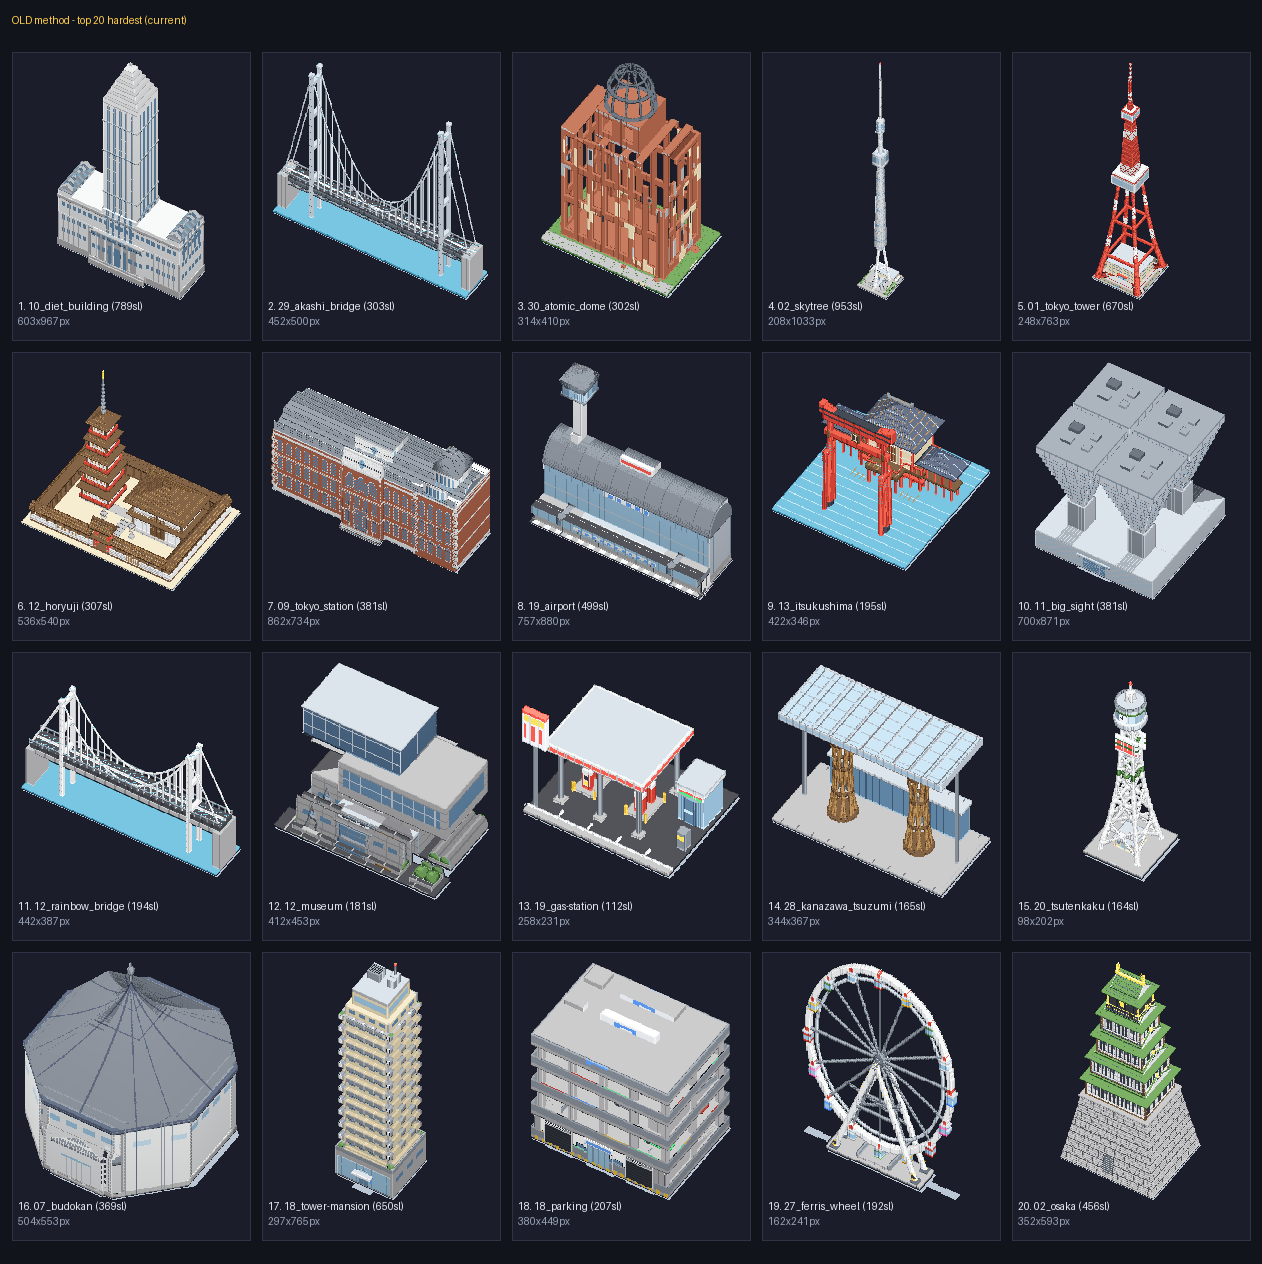 OLD method - top 20 hardest (current)
1. 10_diet_building (789sl)
603x967px
2. 29_akashi_bridge (303sl)
452x500px
3. 30_atomic_dome (302sl)
314x410px
4. 02_skytree (953sl)
208x1033px
5. 01_tokyo_tower (670sl)
248x763px
6. 12_horyuji (307sl)
536x540px
7. 09_tokyo_station (381sl)
862x734px
8. 19_airport (499sl)
757x880px
9. 13_itsukushima (195sl)
422x346px
10. 11_big_sight (381sl)
700x871px
11. 12_rainbow_bridge (194sl)
442x387px
12. 12_museum (181sl)
412x453px
13. 19_gas-station (112sl)
258x231px
14. 28_kanazawa_tsuzumi (165sl)
344x367px
15. 20_tsutenkaku (164sl)
98x202px
16. 07_budokan (369sl)
504x553px
17. 18_tower-mansion (650sl)
297x765px
18. 18_parking (207sl)
380x449px
19. 27_ferris_wheel (192sl)
162x241px
20. 02_osaka (456sl)
352x593px